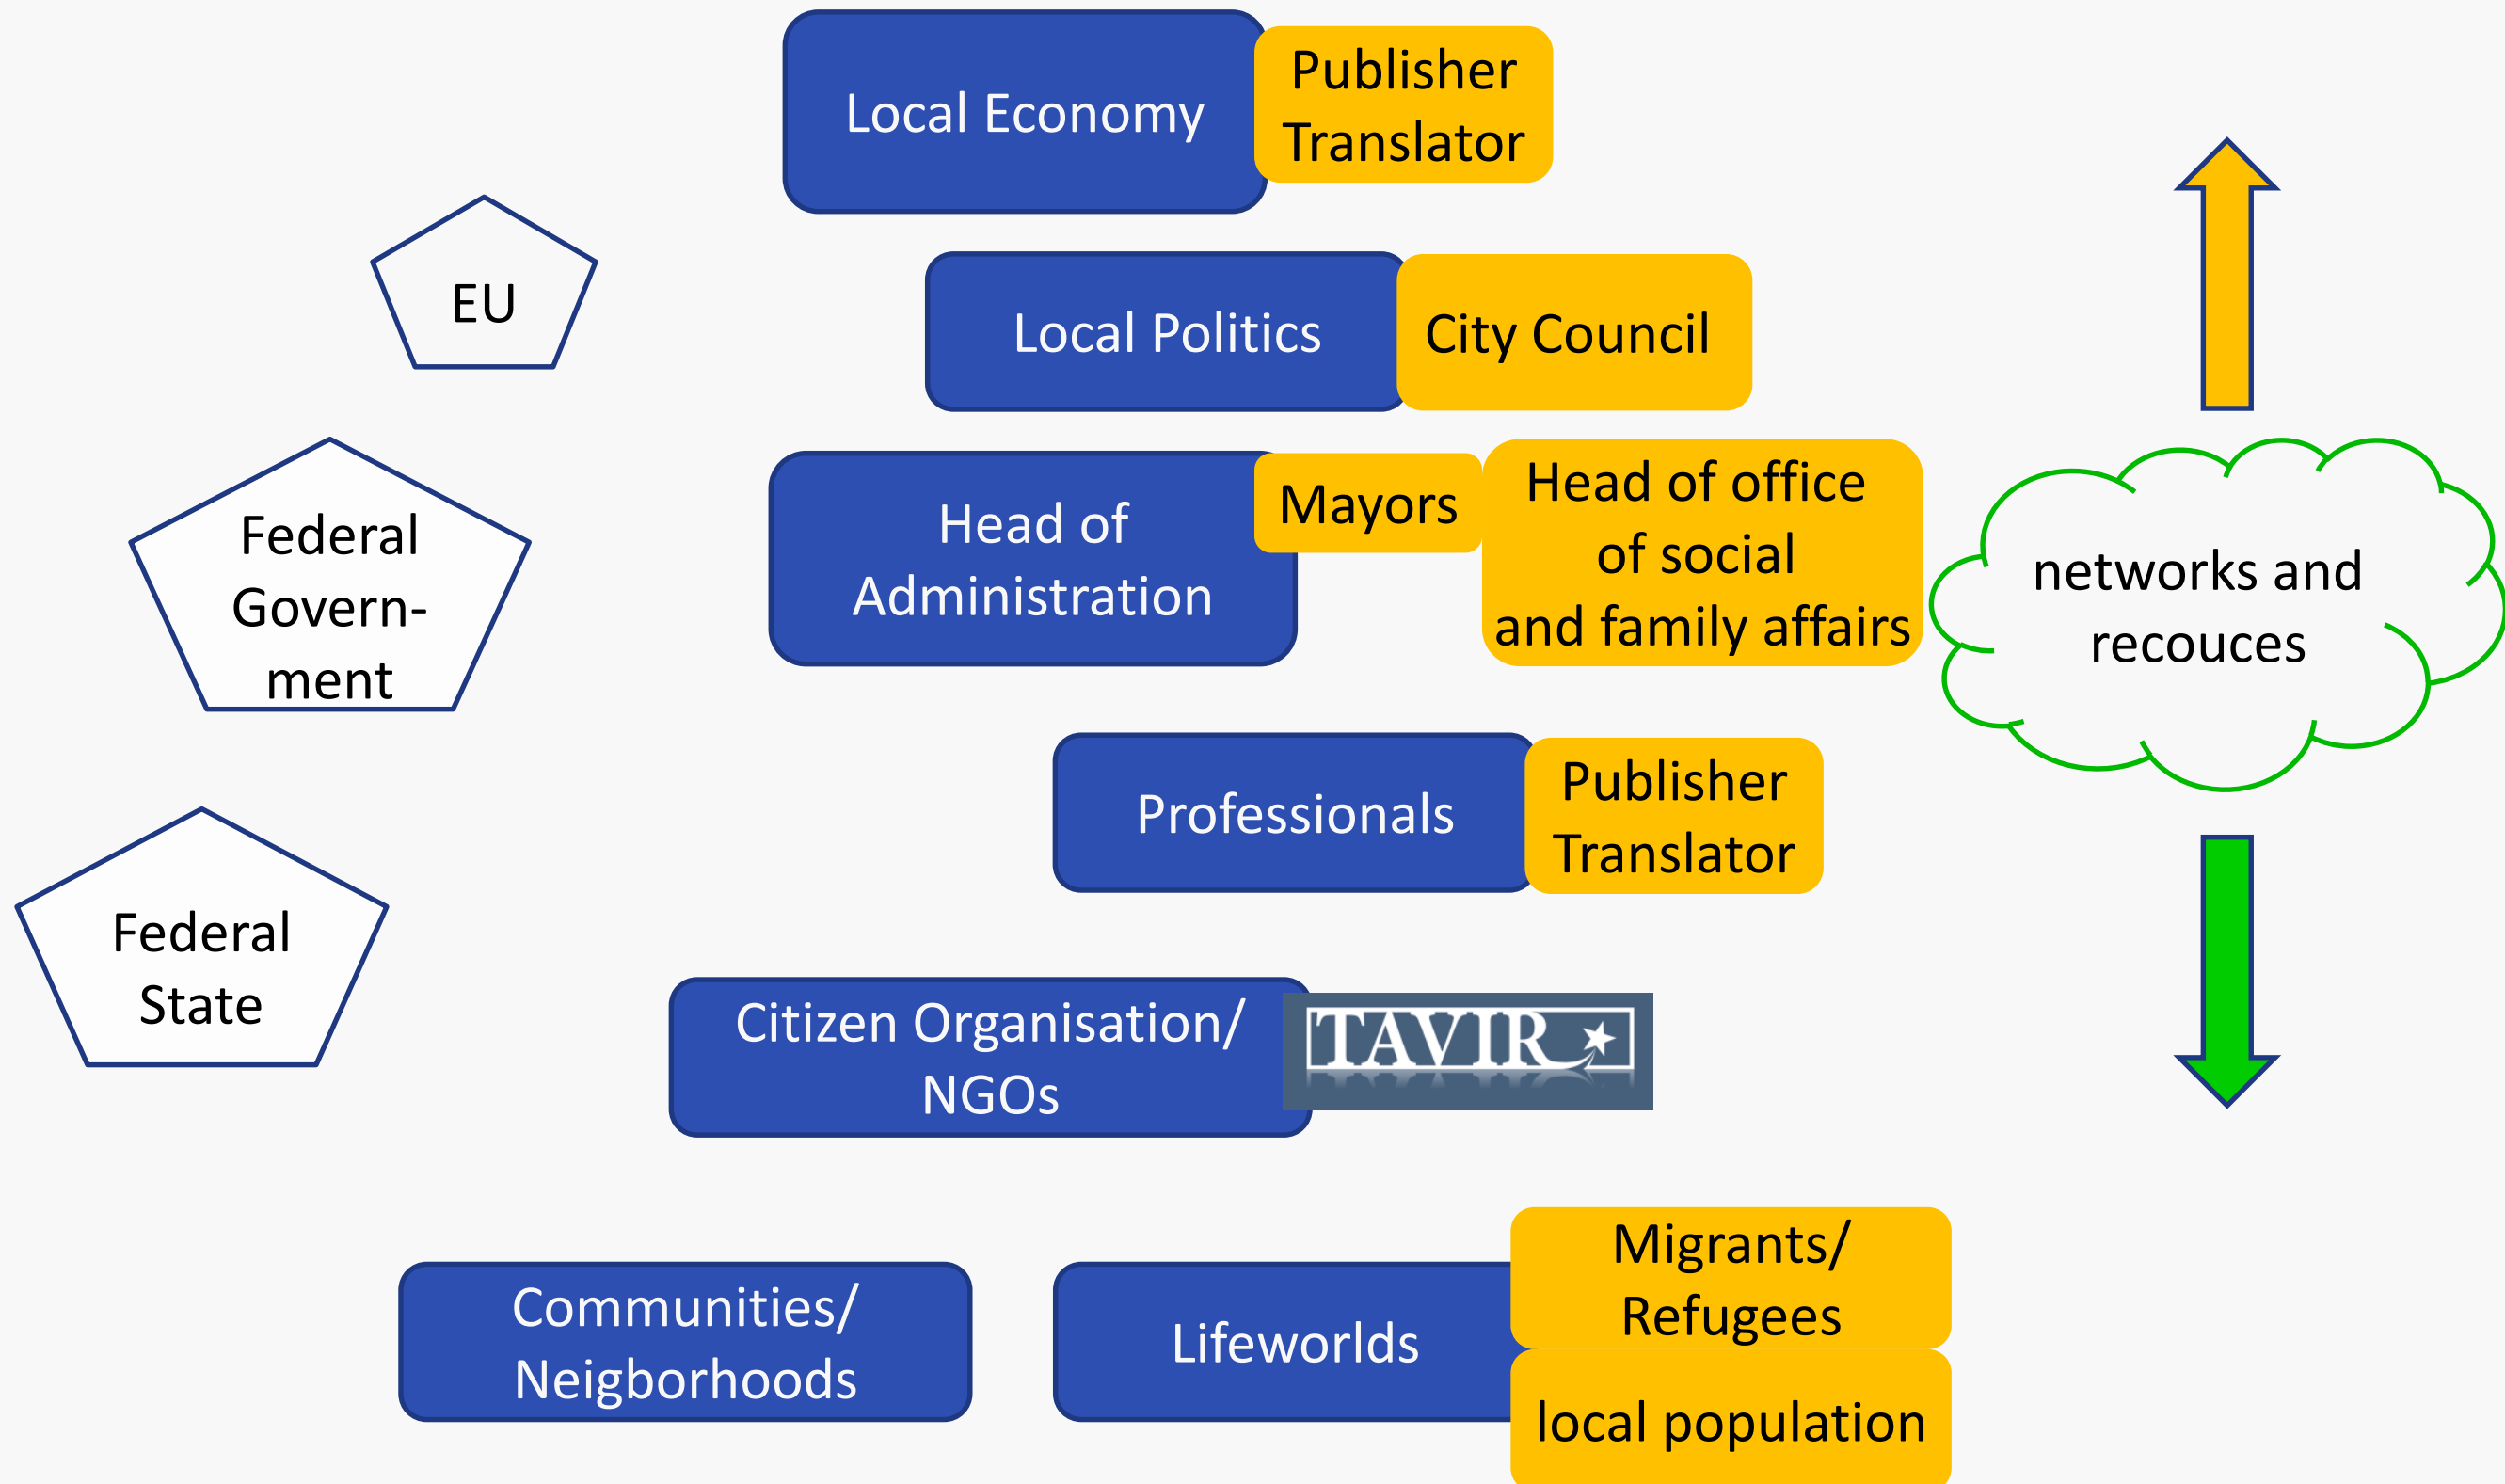 Local Economy
Publisher
Translator
EU
Local Politics
City Council
Federal
Govern-
ment
Head of
Administration
Mayors
Head of office
of social
and family affairs
networks and
recouces
Professionals
Publisher
Translator
Federal
State
Citizen Organisation/
NGOs
TAVIR
Communities/
Neigborhoods
Lifeworlds
Migrants/
Refugees
local population